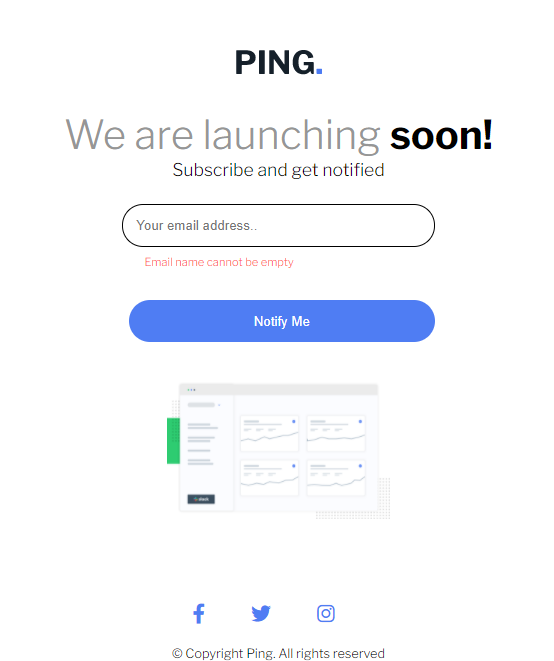 PING.
We are launching soon!
Subscribe and get notified
Your email address..
Email name cannot be empty
Notify Me
© Copyright Ping. All rights reserved